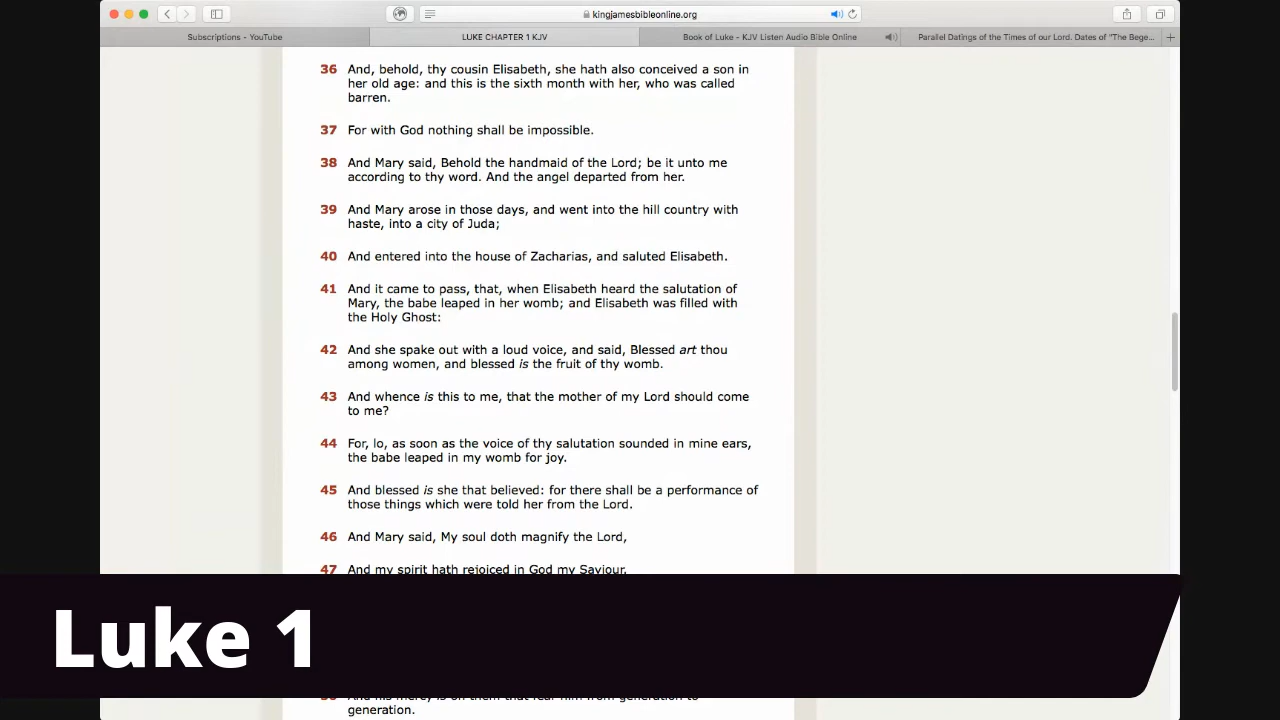 kingjamesbibleonline.org
Subscriptions - YouTube
LUKE CHAPTER 1 KJV
Book of Luke - KJV Listen Audio Bible Online
Parallel Datings of the Times of our Lord. Dates of "The Bege...
36 And, behold, thy cousin Elisabeth, she hath also conceived a son in
her old age: and this is the sixth month with her, who was called
barren.
37 For with God nothing shall be impossible.
38 And Mary said, Behold the handmaid of the Lord; be it unto me
according to thy word. And the angel departed from her.
39 And Mary arose in those days, and went into the hill country with
haste, into a city of Juda;
40 And entered into the house of Zacharias, and saluted Elisabeth.
41 And it came to pass, that, when Elisabeth heard the salutation of
Mary, the babe leaped in her womb; and Elisabeth was filled with
the Holy Ghost:
42 And she spake out with a loud voice, and said, Blessed art thou
among women, and blessed is the fruit of thy womb.
43 And whence is this to me, that the mother of my Lord should come
to me?
44 For, lo, as soon as the voice of thy salutation sounded in mine ears,
the babe leaped in my womb for joy.
45 And blessed is she that believed: for there shall be a performance of
those things which were told her from the Lord.
46 And Mary said, My soul doth magnify the Lord,
47 And my spirit hath rejoiced in God my Saviour.
Luke 1
And his mercy is on them that fear him from generation to
generation.